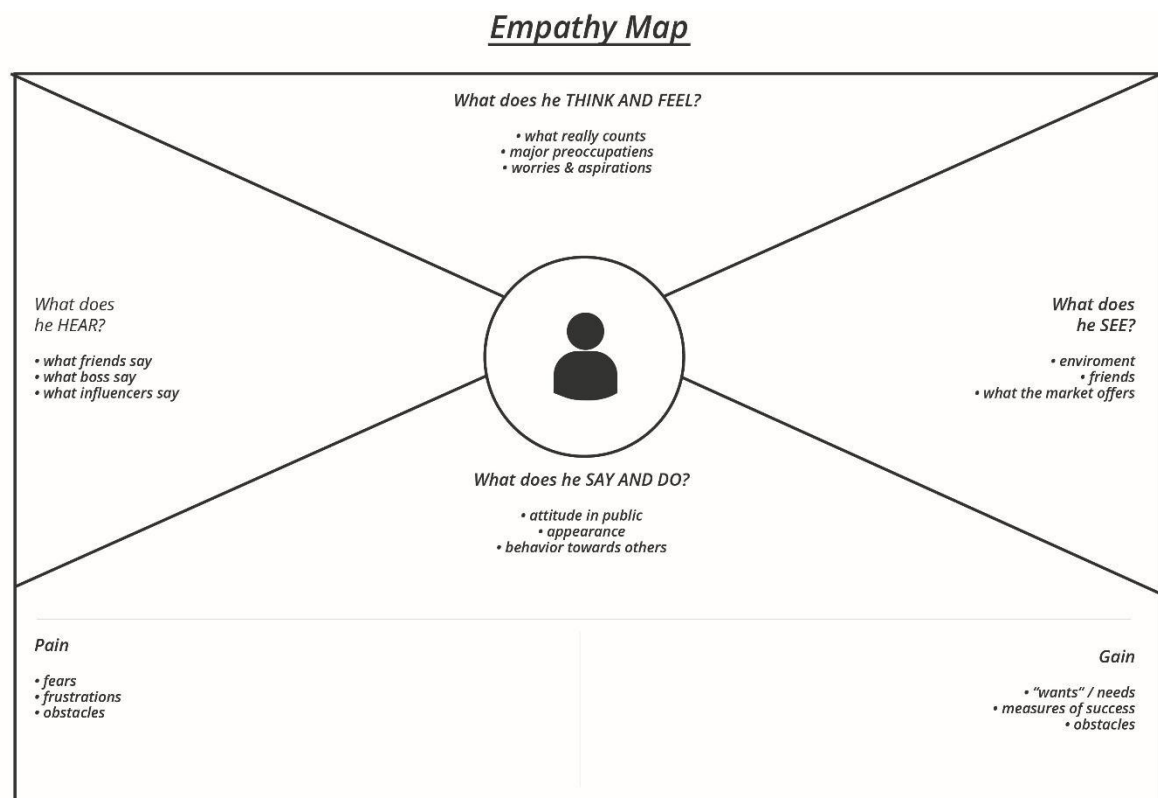 Empathy Map
What does he THINK AND FEEL?
• what really counts
• major preoccupatiens
• worries & aspirations
What does
he HEAR?
• what friends say
• what boss say
• what influencers say
What does
he SEE?
• enviroment
• friends
• what the market offers
What does he SAY AND DO?
• attitude in public
• appearance
• behavior towards others
Pain
• fears
• frustrations
• obstacles
Gain
• “wants” / needs
• measures of success
• obstacles